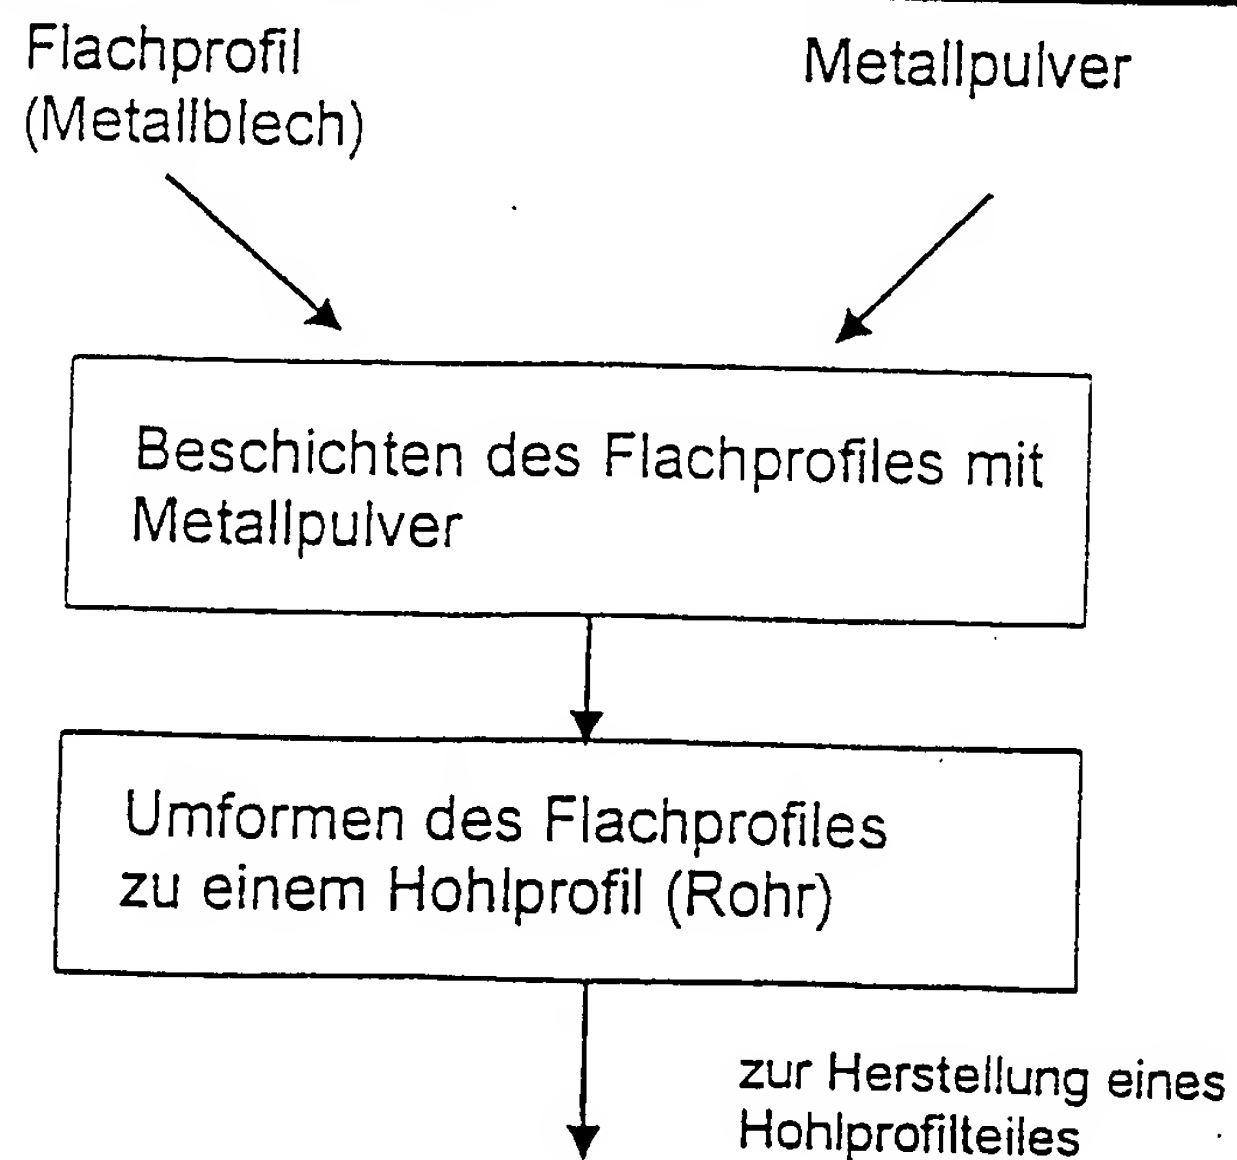 Flachprofil
(Metallblech)
Metallpulver
Beschichten des Flachprofiles mit
Metallpulver
Umformen des Flachprofiles
zu einem Hohlprofil (Rohr)
zur Herstellung eines
Hohlprofilteiles